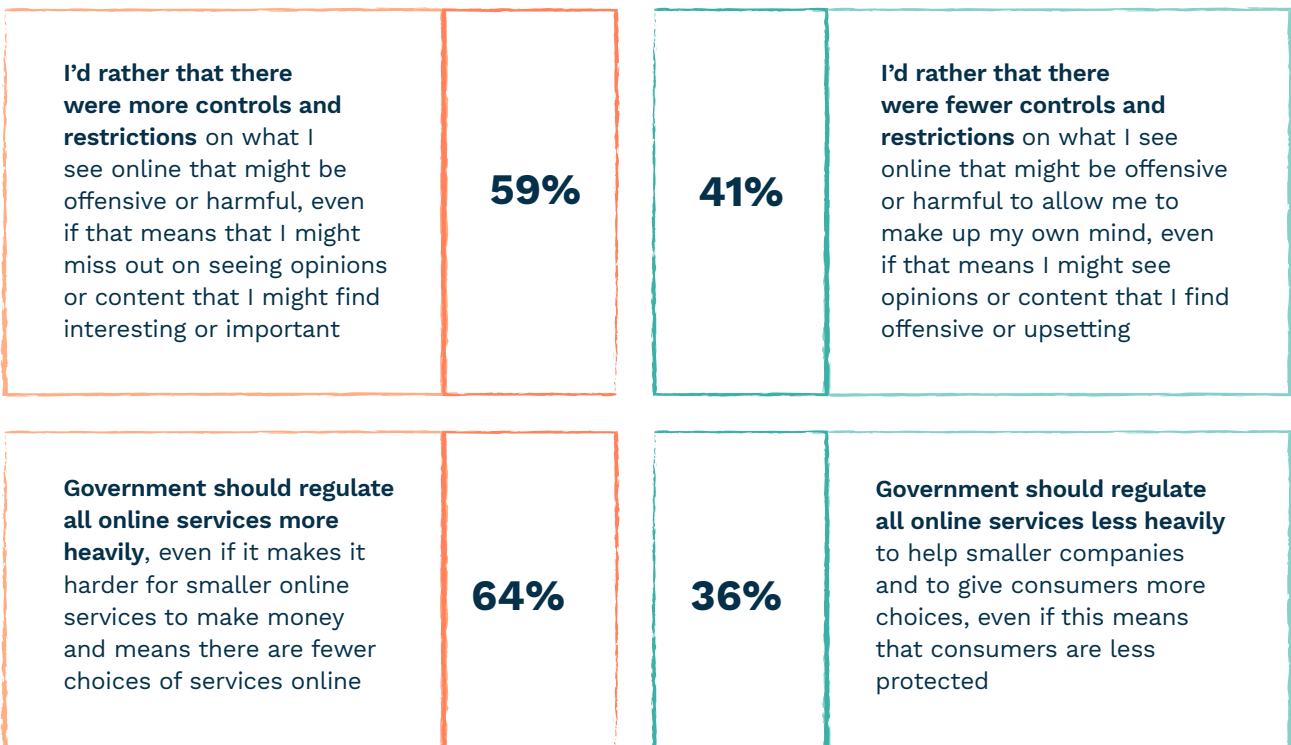 I’d rather that there
were more controls and
restrictions on what I
see online that might be
offensive or harmful, even
if that means that I might
miss out on seeing opinions
or content that I might find
interesting or important
59%
41%
I’d rather that there
were fewer controls and
restrictions on what I see
online that might be offensive
or harmful to allow me to
make up my own mind, even
if that means I might see
opinions or content that I find
offensive or upsetting
Government should regulate
all online services more
heavily, even if it makes it
harder for smaller online
services to make money
and means there are fewer
choices of services online
64%
36%
Government should regulate
all online services less heavily
to help smaller companies
and to give consumers more
choices, even if this means
that consumers are less
protected